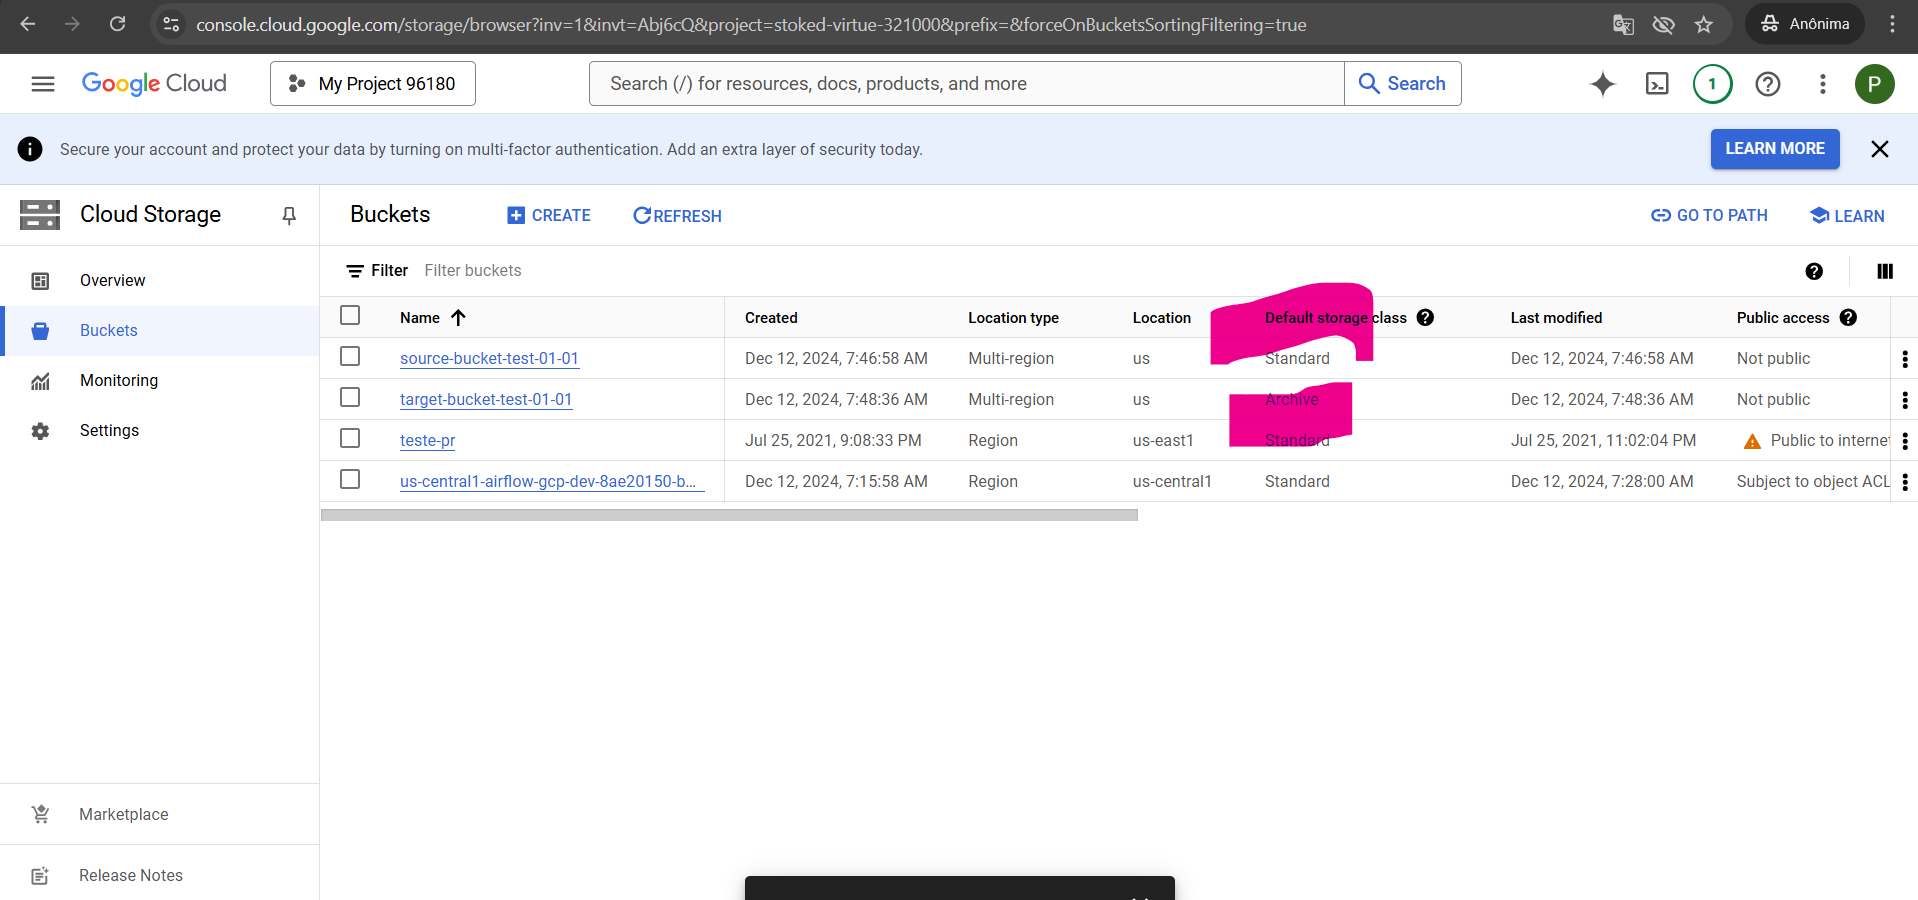 console.cloud.google.com/storage/browser?inv=1&invt=Abj6cQ&project=stoked-virtue-321000&prefix=&forceOnBucketsSortingFiltering=true
Anônima
Google Cloud
My Project 96180
Search (/) for resources, docs, products, and more
Search
1
P
Secure your account and protect your data by turning on multi-factor authentication. Add an extra layer of security today.
LEARN MORE
Cloud Storage
Overview
Buckets
Monitoring
Settings
Marketplace
Release Notes
Buckets
CREATE
REFRESH
GO TO PATH
LEARN
Filter Filter buckets
Name Created Location type Location Default storage class Last modified Public access
source-bucket-test-01-01 Dec 12, 2024, 7:46:58 AM Multi-region us Standard Dec 12, 2024, 7:46:58 AM Not public
target-bucket-test-01-01 Dec 12, 2024, 7:48:36 AM Multi-region us Archive Dec 12, 2024, 7:48:36 AM Not public
teste-pr Jul 25, 2021, 9:08:33 PM Region us-east1 Standard Jul 25, 2021, 11:02:04 PM Public to internet
us-central1-airflow-gcp-dev-8ae20150-b... Dec 12, 2024, 7:15:58 AM Region us-central1 Standard Dec 12, 2024, 7:28:00 AM Subject to object ACL